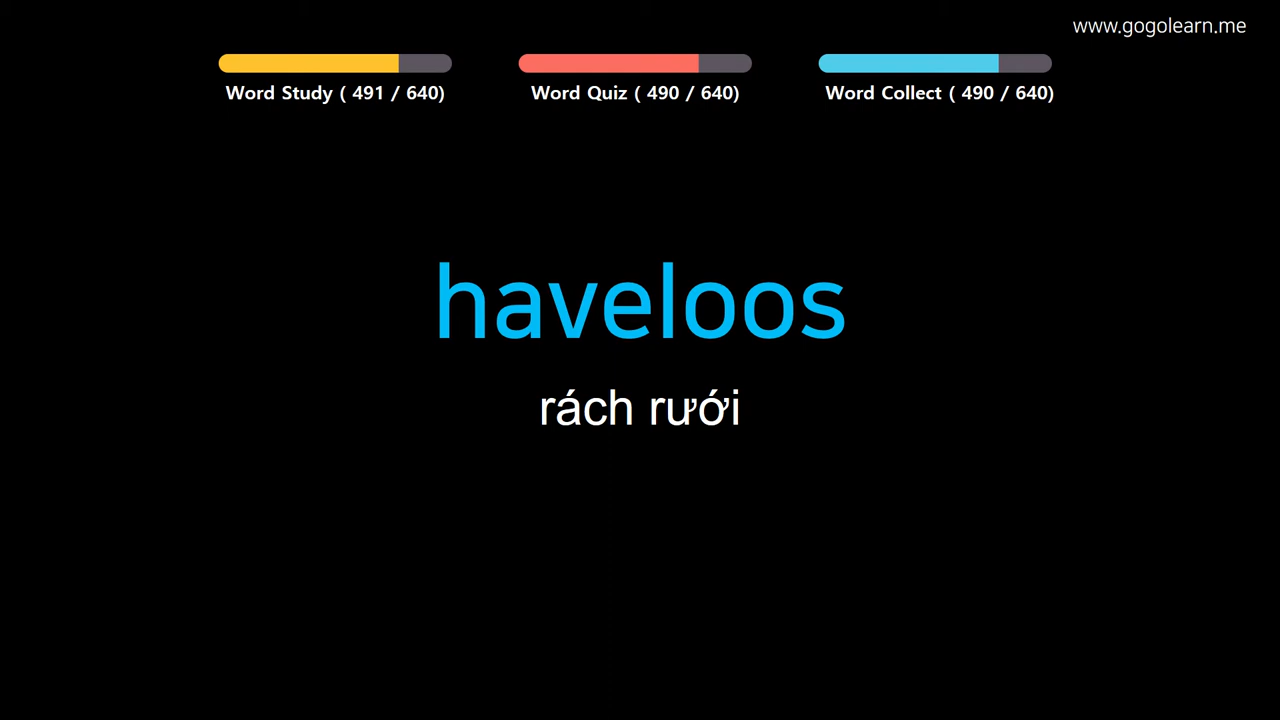 www.gogolearn.me
Word Study ( 491 / 640)
Word Quiz ( 490 / 640)
Word Collect ( 490 / 640)
haveloos
rách rưới